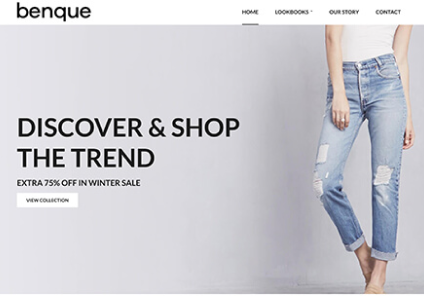 benque
HOME LOOKBOOKS OUR STORY CONTACT
DISCOVER & SHOP
THE TREND
EXTRA 75% OFF IN WINTER SALE
VIEW COLLECTION